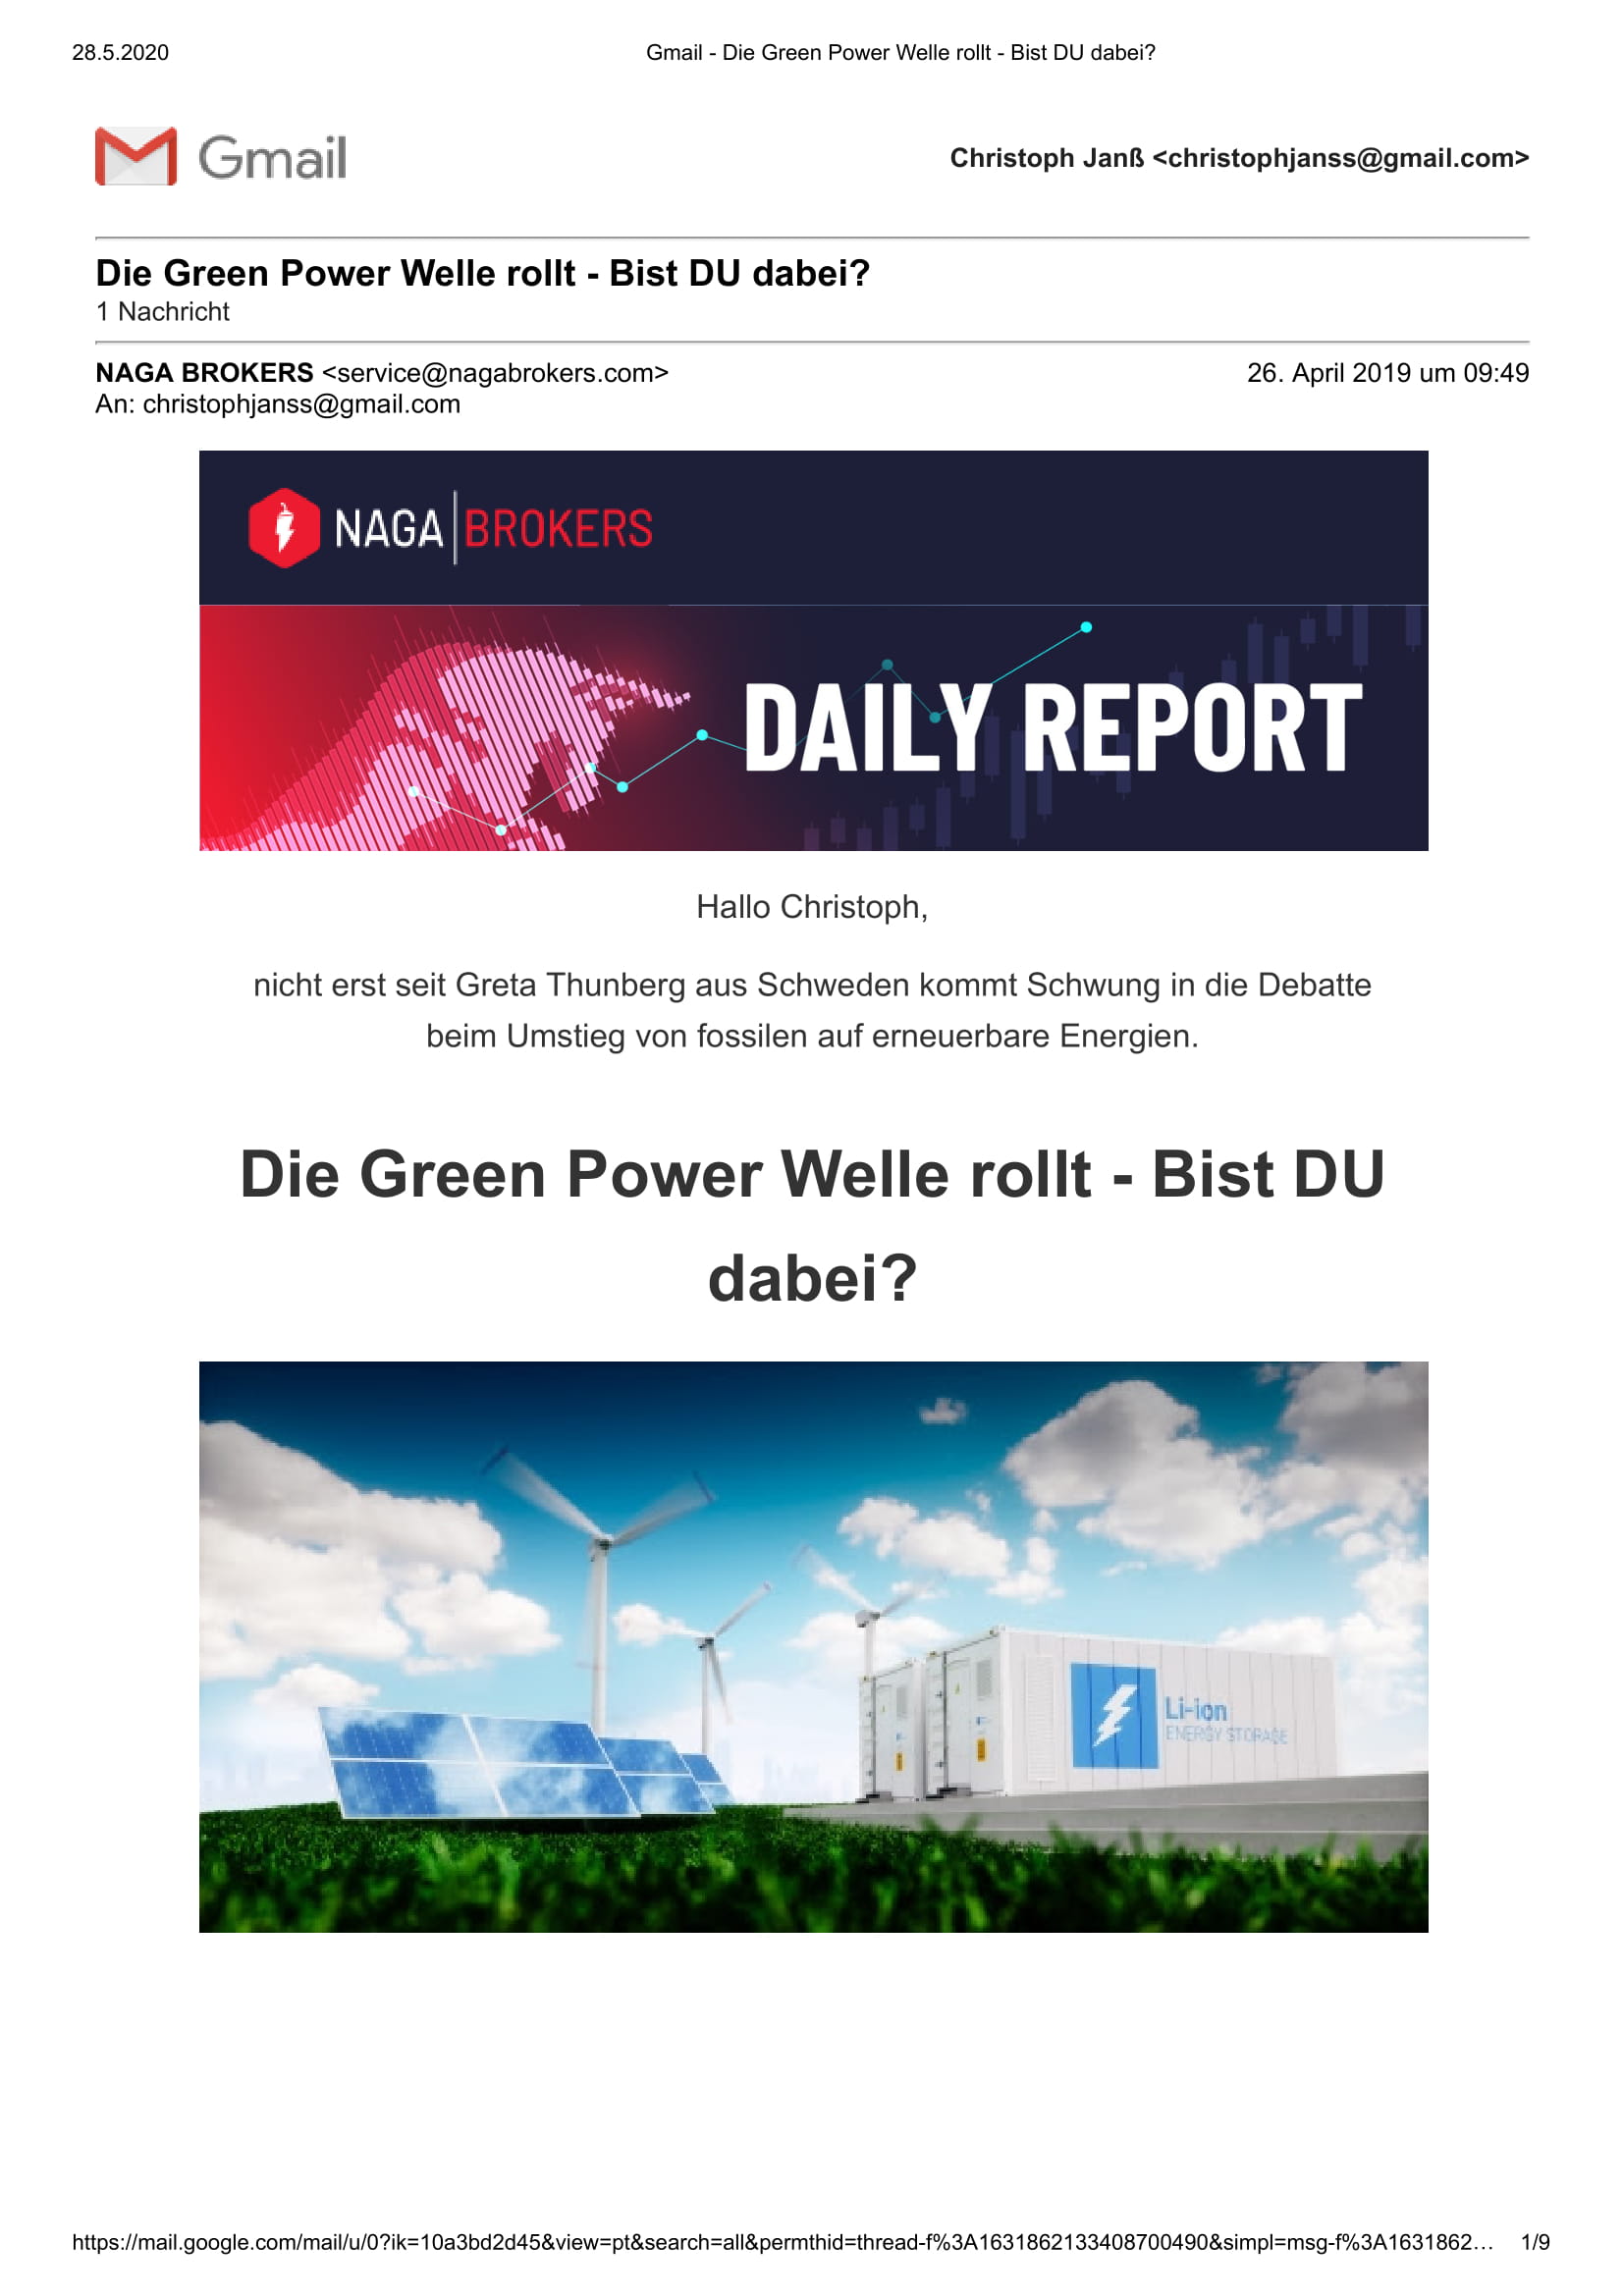 28.5.2020
Gmail - Die Green Power Welle rollt - Bist DU dabei?
Gmail
Christoph Janß <christophjanss@gmail.com>
Die Green Power Welle rollt - Bist DU dabei?
1 Nachricht
NAGA BROKERS <service@nagabrokers.com>
26. April 2019 um 09:49
An: christophjanss@gmail.com
NAGA|BROKERS
DAILY REPORT
Hallo Christoph,
nicht erst seit Greta Thunberg aus Schweden kommt Schwung in die Debatte
beim Umstieg von fossilen auf erneuerbare Energien.
Die Green Power Welle rollt - Bist DU
dabei?
Li-ion
ENERGY STORAGE
https://mail.google.com/mail/u/0?ik=10a3bd2d45&view=pt&search=all&permthid=thread-f%3A1631862133408700490&simpl=msg-f%3A1631862…
1/9